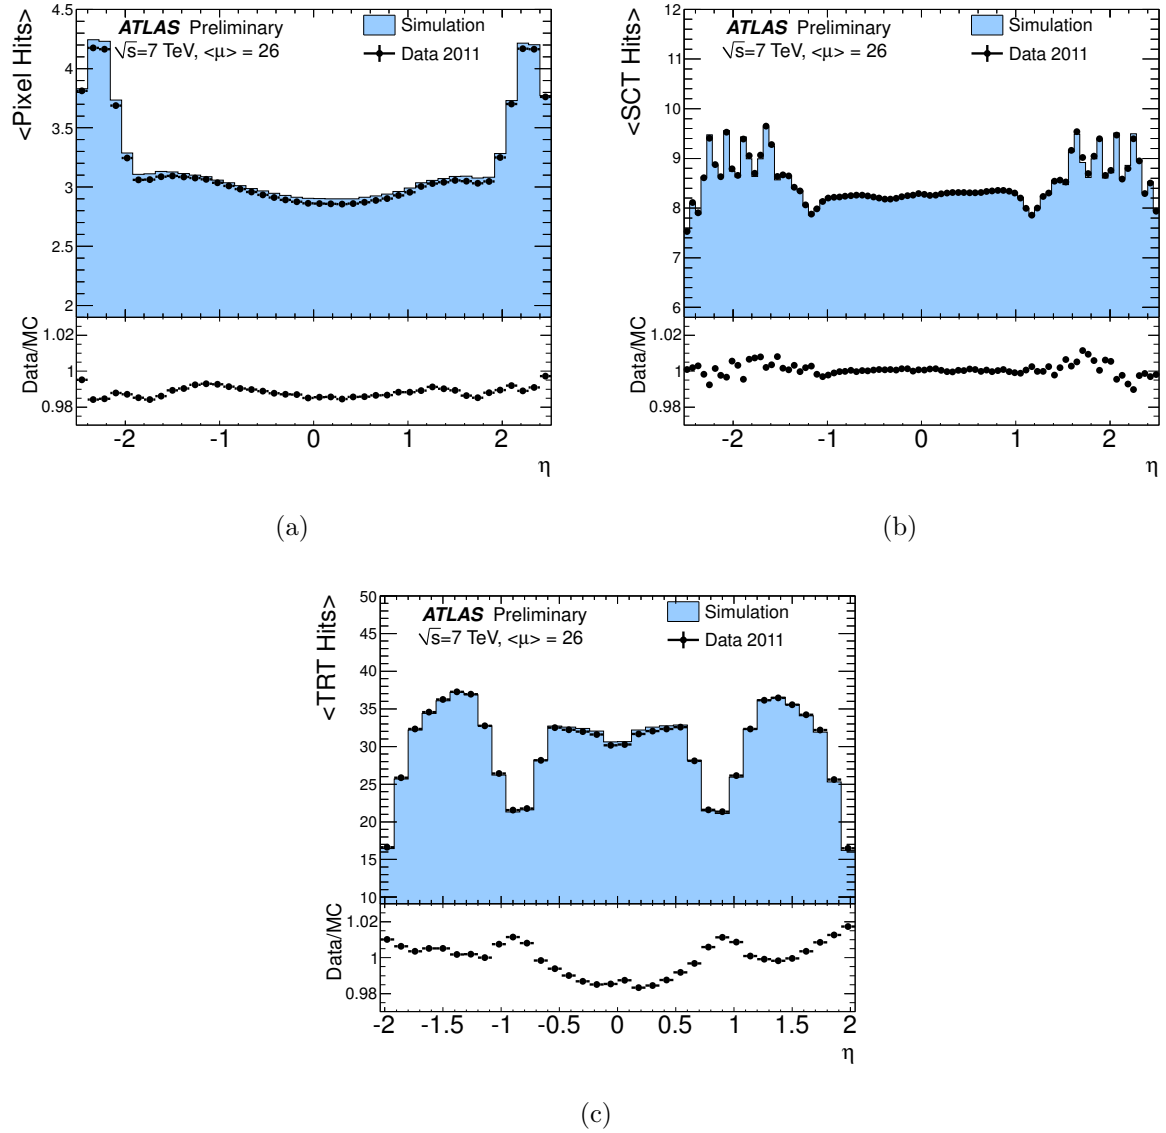 <Pixel Hits>
4.5
4
3.5
3
2.5
2
ATLAS Preliminary
√s=7 TeV, <μ> = 26
Simulation
Data 2011
Data/MC
1.02
1
0.98
-2 -1 0 1 2
η
(a)
<SCT Hits>
12
11
10
9
8
7
6
ATLAS Preliminary
√s=7 TeV, <μ> = 26
Simulation
Data 2011
Data/MC
1.02
1
0.98
-2 -1 0 1 2
η
(b)
<TRT Hits>
50
45
40
35
30
25
20
15
10
ATLAS Preliminary
√s=7 TeV, <μ> = 26
Simulation
Data 2011
Data/MC
1.02
1
0.98
-2 -1.5 -1 -0.5 0 0.5 1 1.5 2
η
(c)